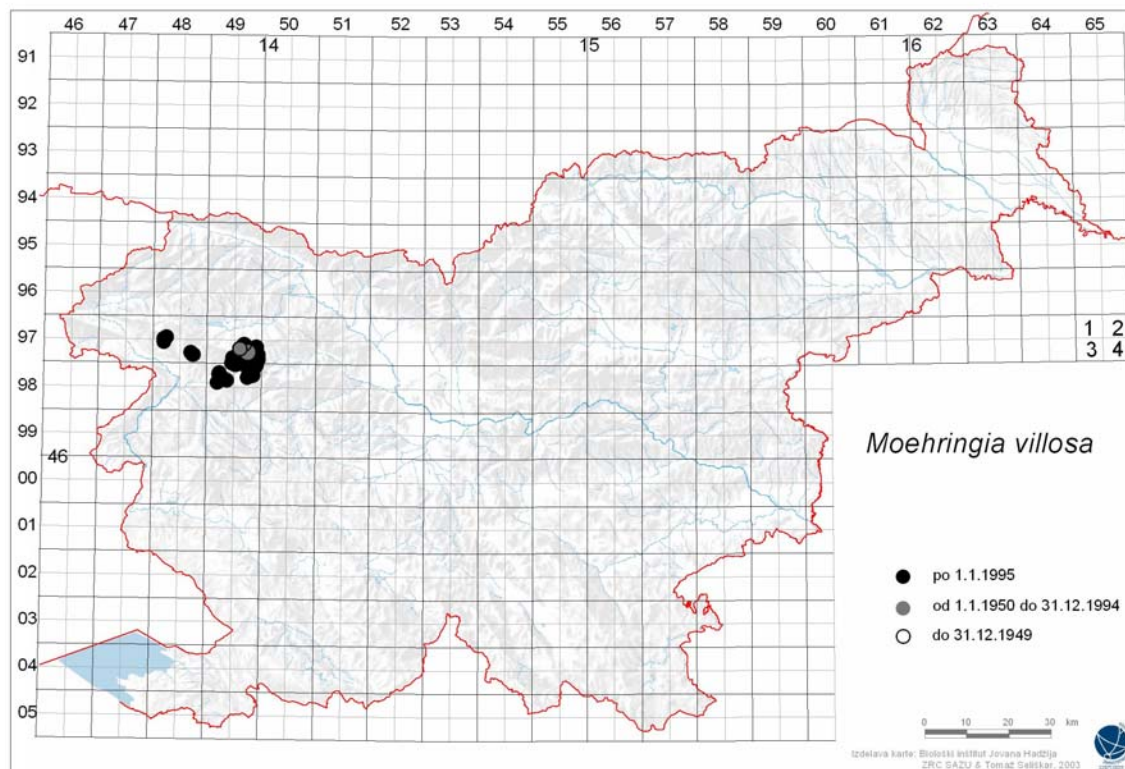 46 47 48 49 50 51 52 53 54 55 56 57 58 59 60 61 62 63 64 65
14 15 16
91
92
93
94
95
96
97
98
99
46
00
01
02
03
04
05
1 2
3 4
Moehringia villosa
po 1.1.1995
od 1.1.1950 do 31.12.1994
do 31.12.1949
0 10 20 30 km
Izdelava karte: Biološki inštitut Jovana Hadžija
ZRC SAZU & Tomaž Seliškar, 2003